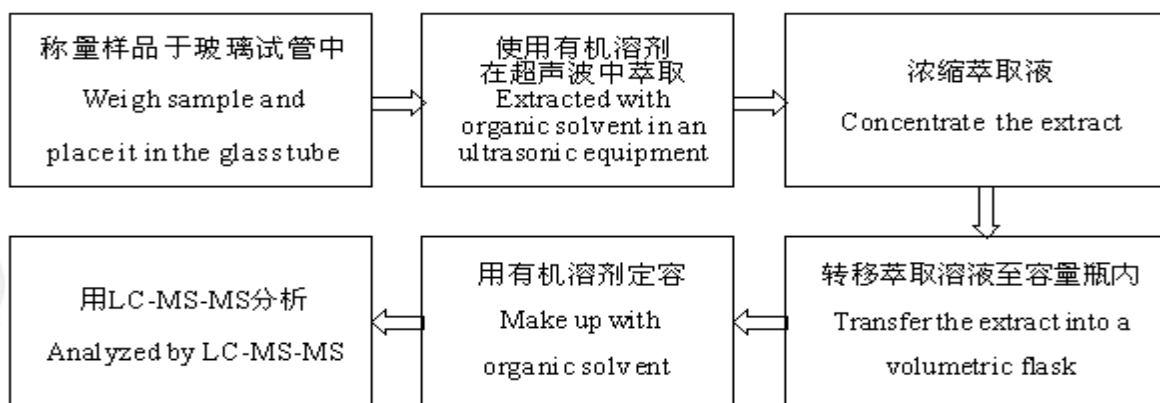 称量样品于玻璃试管中
Weigh sample and
place it in the glass tube
使用有机溶剂
在超声波中萃取
Extracted with
organic solvent in an
ultrasonic equipment
浓缩萃取液
Concentrate the extract
转移萃取溶液至容量瓶内
Transfer the extract into a
volumetric flask
用有机溶剂定容
Make up with
organic solvent
用LC-MS-MS分析
Analyzed by LC-MS-MS